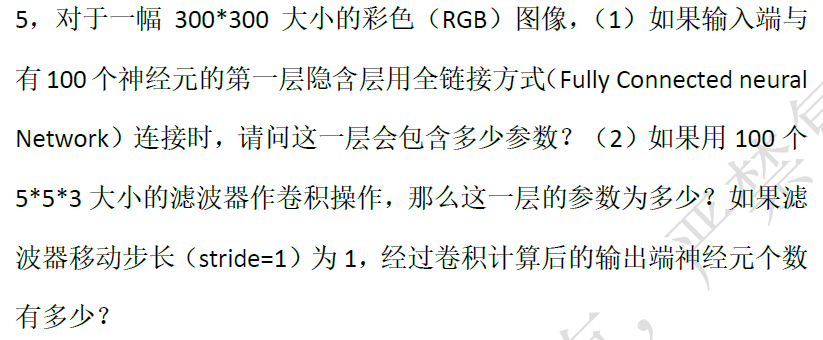 5，对于一幅 300*300 大小的彩色（RGB）图像，（1）如果输入端与
有 100 个神经元的第一层隐含层用全链接方式（Fully Connected neural
Network）连接时，请问这一层会包含多少参数？（2）如果用 100 个
5*5*3 大小的滤波器作卷积操作，那么这一层的参数为多少？如果滤
波器移动步长（stride=1）为 1，经过卷积计算后的输出端神经元个数
有多少？
严禁